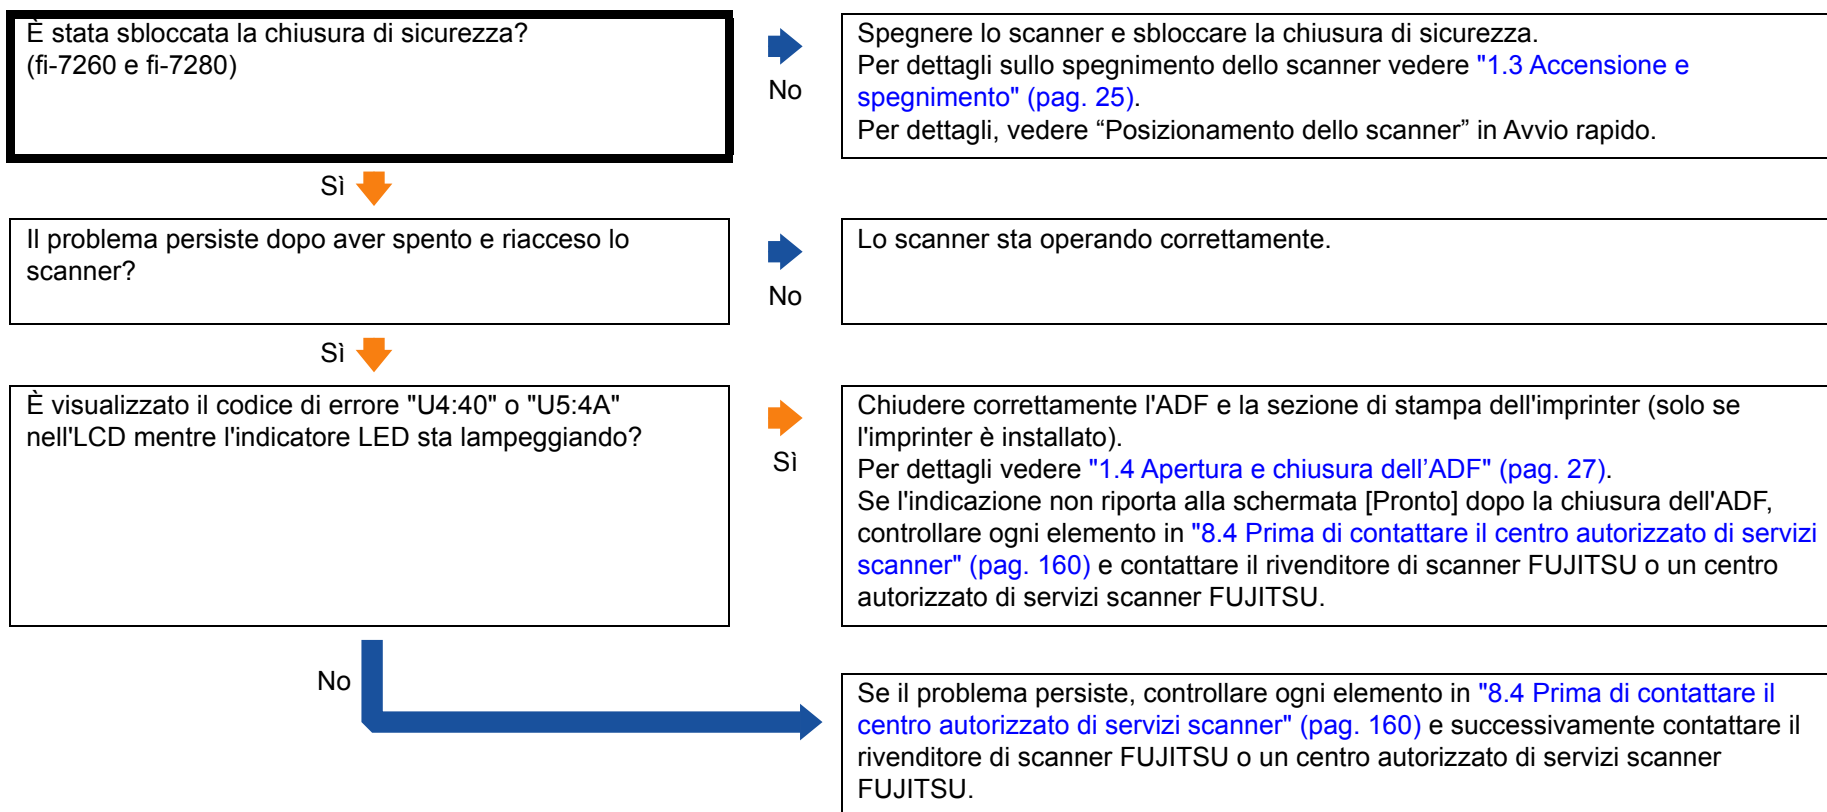 È stata sbloccata la chiusura di sicurezza?
(fi-7260 e fi-7280)
No
Spegnere lo scanner e sbloccare la chiusura di sicurezza.
Per dettagli sullo spegnimento dello scanner vedere "1.3 Accensione e
spegnimento" (pag. 25).
Per dettagli, vedere “Posizionamento dello scanner” in Avvio rapido.
Sì
Il problema persiste dopo aver spento e riacceso lo
scanner?
No
Lo scanner sta operando correttamente.
Sì
È visualizzato il codice di errore "U4:40" o "U5:4A"
nell'LCD mentre l'indicatore LED sta lampeggiando?
Sì
Chiudere correttamente l'ADF e la sezione di stampa dell'imprinter (solo se
l'imprinter è installato).
Per dettagli vedere "1.4 Apertura e chiusura dell’ADF" (pag. 27).
Se l'indicazione non riporta alla schermata [Pronto] dopo la chiusura dell'ADF,
controllare ogni elemento in "8.4 Prima di contattare il centro autorizzato di servizi
scanner" (pag. 160) e contattare il rivenditore di scanner FUJITSU o un centro
autorizzato di servizi scanner FUJITSU.
No
Se il problema persiste, controllare ogni elemento in "8.4 Prima di contattare il
centro autorizzato di servizi scanner" (pag. 160) e successivamente contattare il
rivenditore di scanner FUJITSU o un centro autorizzato di servizi scanner
FUJITSU.